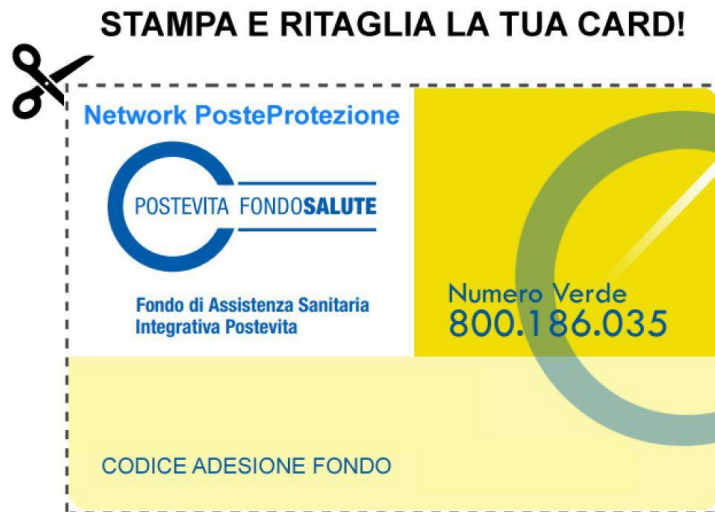 STAMPA E RITAGLIA LA TUA CARD!
Network PosteProtezione
POSTEVITA FONDOSALUTE
Fondo di Assistenza Sanitaria
Integrativa Postevita
Numero Verde
800.186.035
CODICE ADESIONE FONDO